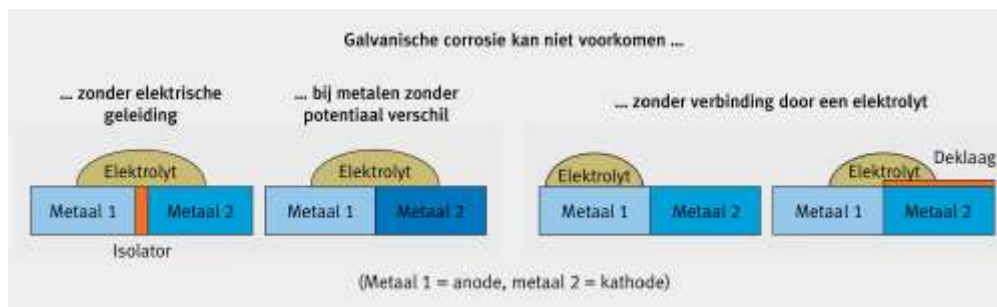 Galvanische corrosie kan niet voorkomen ...
... zonder elektrische
geleiding
... bij metalen zonder
potentiaal verschil
... zonder verbinding door een elektrolyt
Elektrolyt
Metaal 1
Metaal 2
Isolator
Elektrolyt
Metaal 1
Metaal 2
Elektrolyt
Metaal 1
Metaal 2
Deklaag
Elektrolyt
Metaal 1
Metaal 2
(Metaal 1 = anode, metaal 2 = kathode)